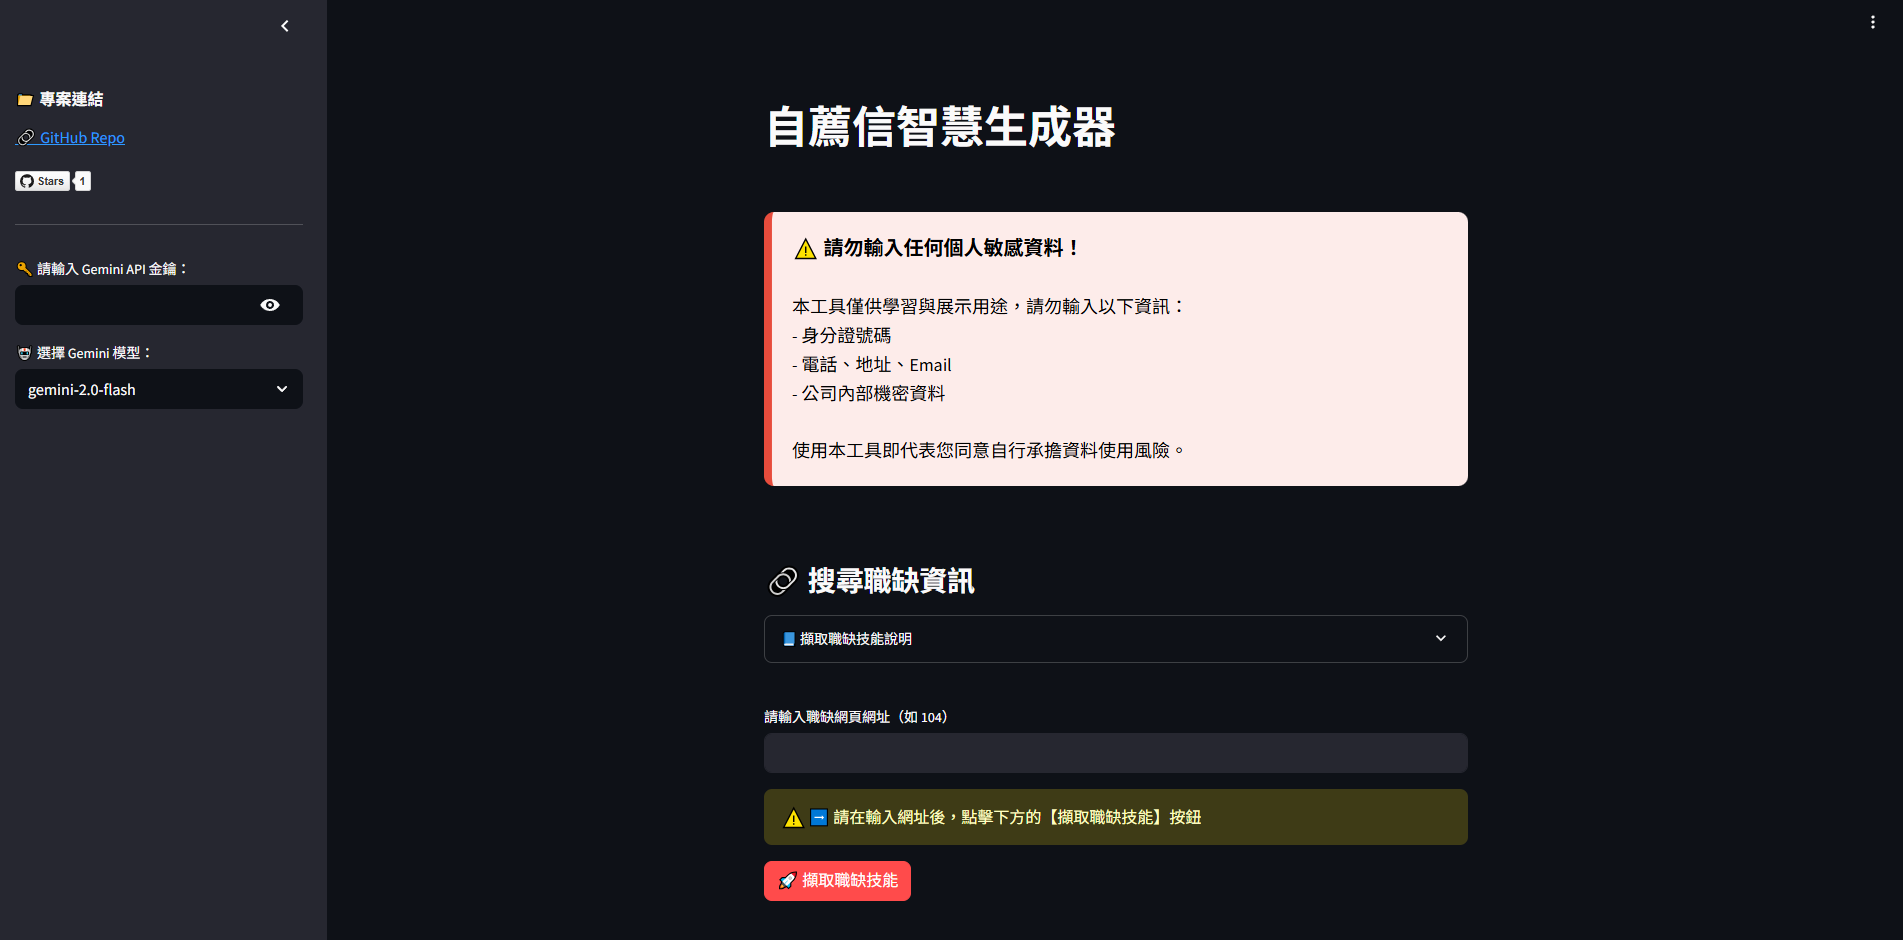 專案連結
GitHub Repo
Stars 1
請輸入 Gemini API 金鑰：
選擇 Gemini 模型：
gemini-2.0-flash
自薦信智慧生成器
請勿輸入任何個人敏感資料！
本工具僅供學習與展示用途，請勿輸入以下資訊：
- 身分證號碼
- 電話、地址、Email
- 公司內部機密資料
使用本工具即代表您同意自行承擔資料使用風險。
搜尋職缺資訊
擷取職缺技能說明
請輸入職缺網頁網址（如 104）
請在輸入網址後，點擊下方的【擷取職缺技能】按鈕
擷取職缺技能